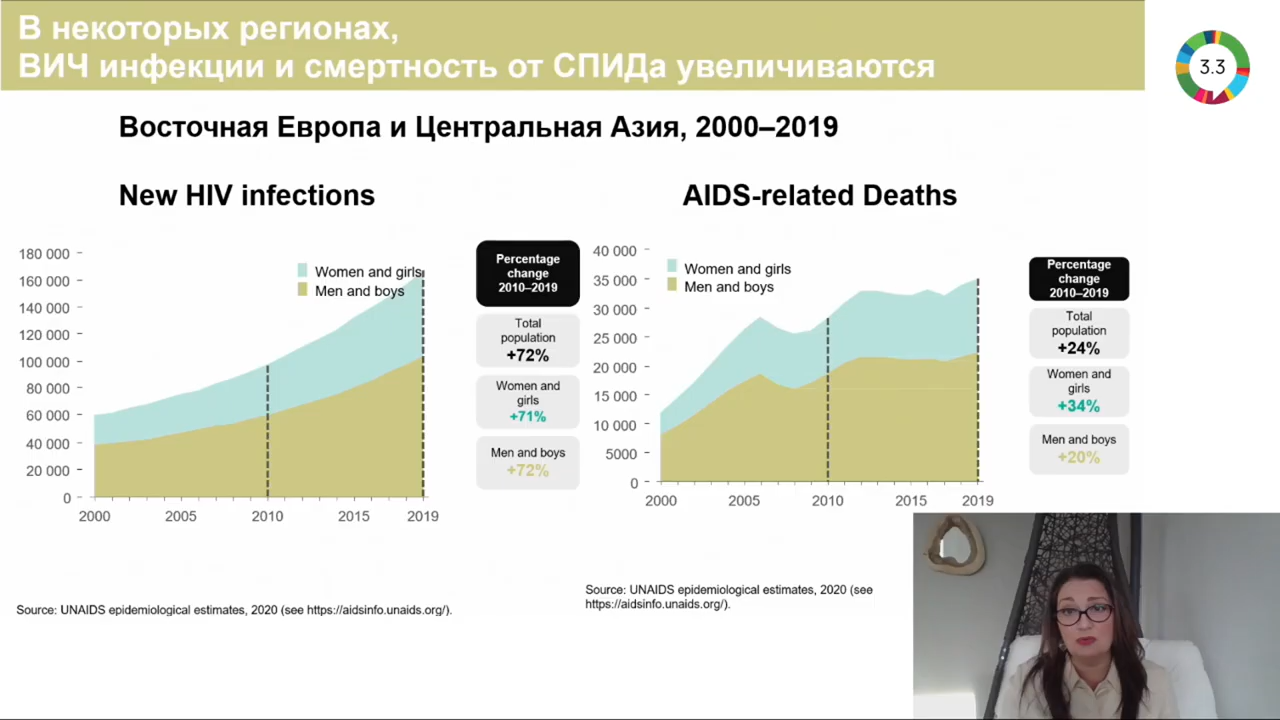 В некоторых регионах,
ВИЧ инфекции и смертность от СПИДа увеличиваются
3.3
Восточная Европа и Центральная Азия, 2000–2019
New HIV infections
180 000
160 000
140 000
120 000
100 000
80 000
60 000
40 000
20 000
0
Women and girls
Men and boys
2000
2005
2010
2015
2019
Percentage
change
2010–2019
Total
population
+72%
Women and
girls
+71%
Men and boys
+72%
Source: UNAIDS epidemiological estimates, 2020 (see https://aidsinfo.unaids.org/).
AIDS-related Deaths
40 000
35 000
30 000
25 000
20 000
15 000
10 000
5000
0
Women and girls
Men and boys
2000
2005
2010
2015
2019
Percentage
change
2010–2019
Total
population
+24%
Women and
girls
+34%
Men and boys
+20%
Source: UNAIDS epidemiological estimates, 2020 (see
https://aidsinfo.unaids.org/).